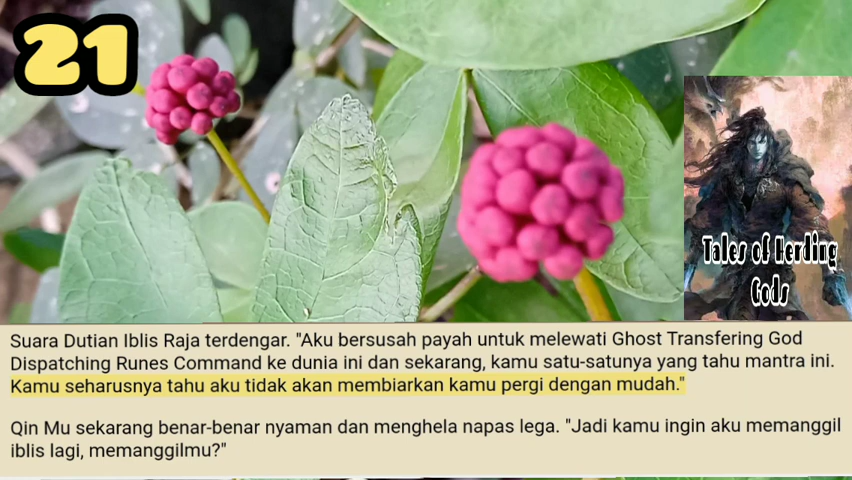 21
Tales of Herding
Gods
Suara Dutian Iblis Raja terdengar. "Aku bersusah payah untuk melewati Ghost Transfering God
Dispatching Runes Command ke dunia ini dan sekarang, kamu satu-satunya yang tahu mantra ini.
Kamu seharusnya tahu aku tidak akan membiarkan kamu pergi dengan mudah."
Qin Mu sekarang benar-benar nyaman dan menghela napas lega. "Jadi kamu ingin aku memanggil
iblis lagi, memanggilmu?"